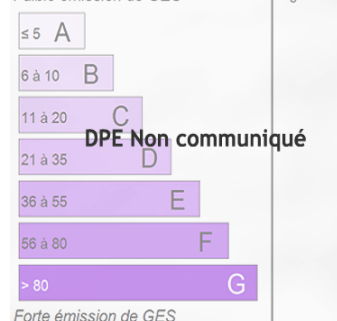 Faible émission de GES
≤ 5 A
6 à 10 B
11 à 20 C
DPE Non communiqué
21 à 35 D
36 à 55 E
56 à 80 F
> 80 G
Forte émission de GES